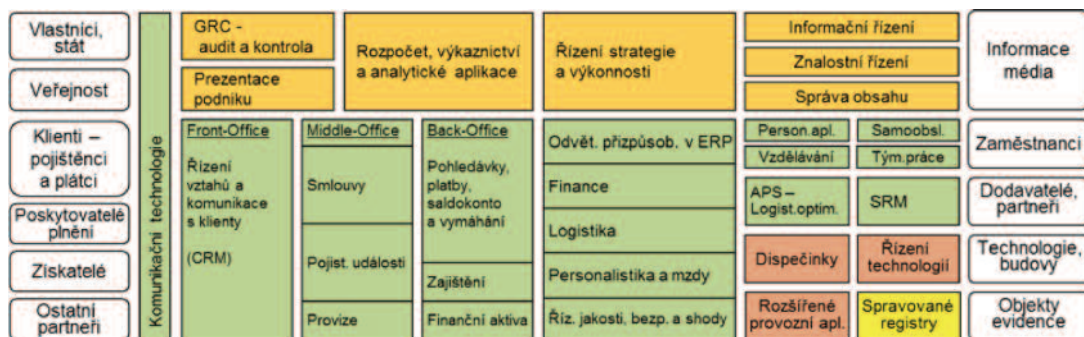 Vlastníci,
stát
Veřejnost
Klienti –
pojištěnci
a plátci
Poskytovatelé
plnění
Získatelé
Ostatní
partneři
Komunikační technologie
GRC -
audit a kontrola
Prezentace
podniku
Rozpočet, výkaznictví
a analytické aplikace
Řízení strategie
a výkonnosti
Informační řízení
Znalostní řízení
Správa obsahu
Front-Office
Řízení
vztahů a
komunikace
s klienty
(CRM)
Middle-Office
Smlouvy
Pojist. události
Provize
Back-Office
Pohledávky,
platby,
saldokonto
a vymáhání
Zajištění
Finanční aktiva
Odvět. přizpůsob. v ERP
Finance
Logistika
Personalistika a mzdy
Říz. jakosti, bezp. a shody
Person.apl.
Samoobsl.
Vzdělávání
Tým.práce
APS –
Logist.optim.
SRM
Dispečinky
Řízení
technologií
Rozšířené
provozní apl.
Spravované
registry
Informace
média
Zaměstnanci
Dodavatelé,
partneři
Technologie,
budovy
Objekty
evidence